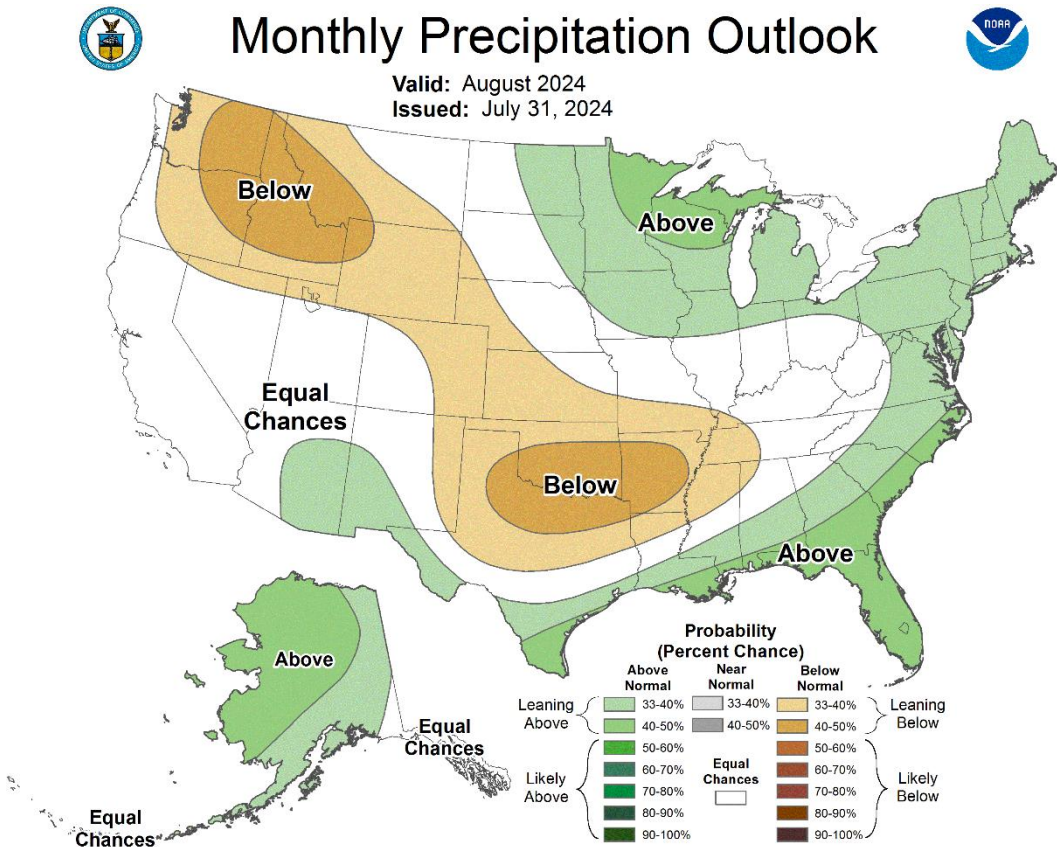 Monthly Precipitation Outlook
NOAA
Valid: August 2024
Issued: July 31, 2024
Below
Above
Equal
Chances
Below
Above
Above
Equal
Chances
Equal
Chances
Probability
(Percent Chance)
Above
Normal
Near
Normal
Below
Normal
Leaning
Above
33-40%
33-40%
33-40%
Leaning
Below
40-50%
40-50%
40-50%
Likely
Above
50-60%
60-70%
70-80%
80-90%
90-100%
Equal
Chances
50-60%
60-70%
70-80%
80-90%
90-100%
Likely
Below